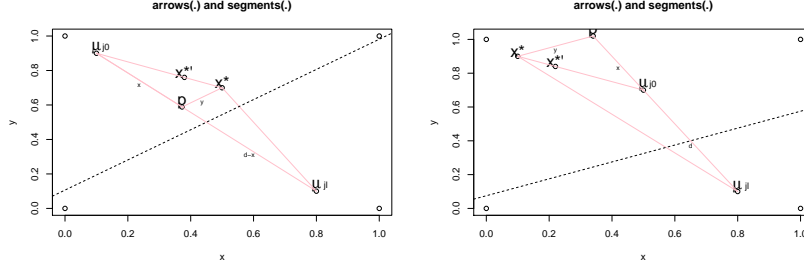 arrows(.) and segments(.)
μ j0
x*'
x*
x
p
y
d−x
μ jl
y
0.0
0.2
0.4
0.6
0.8
1.0
0.0
0.2
0.4
0.6
0.8
1.0
x
arrows(.) and segments(.)
p
x*
y
x*'
x
μ j0
d
μ jl
y
0.0
0.2
0.4
0.6
0.8
1.0
0.0
0.2
0.4
0.6
0.8
1.0
x